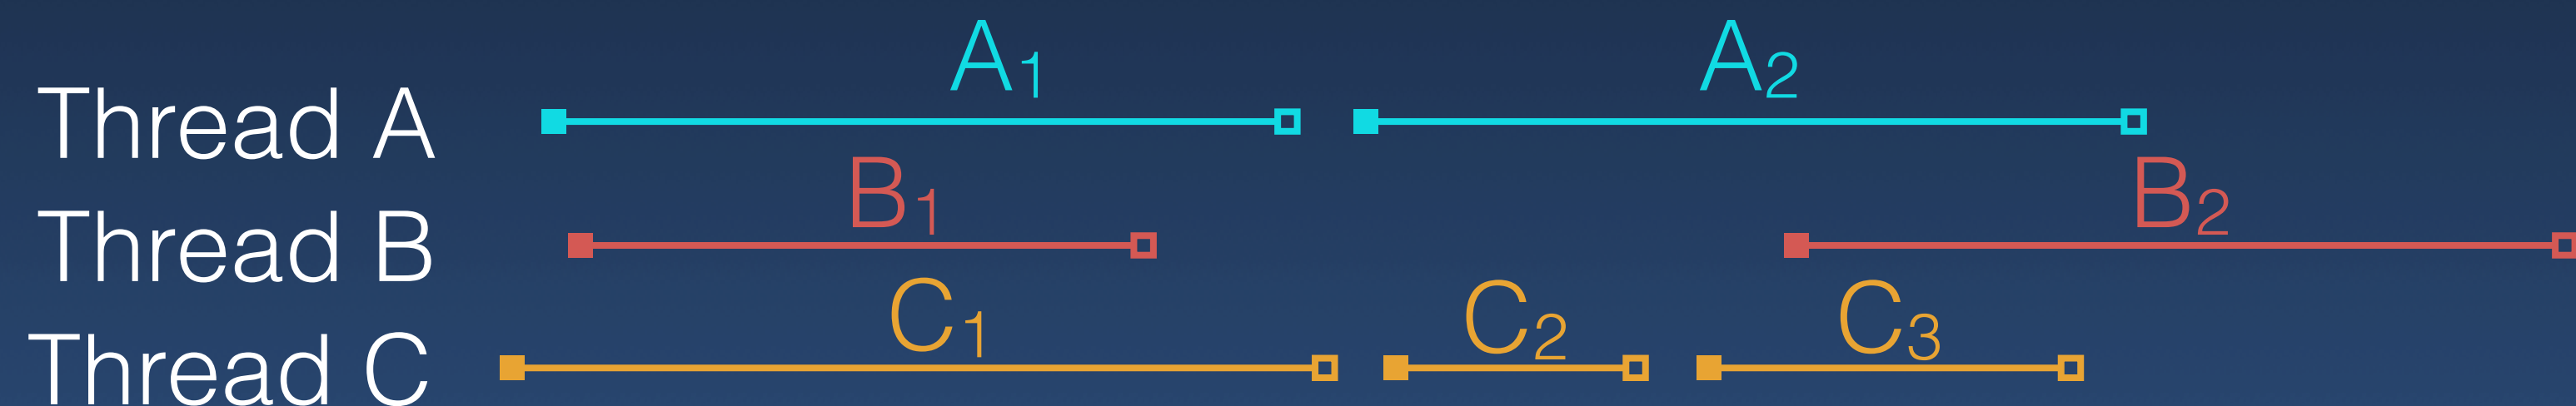 A1 A2
Thread A
B1 B2
Thread B
C1 C2 C3
Thread C